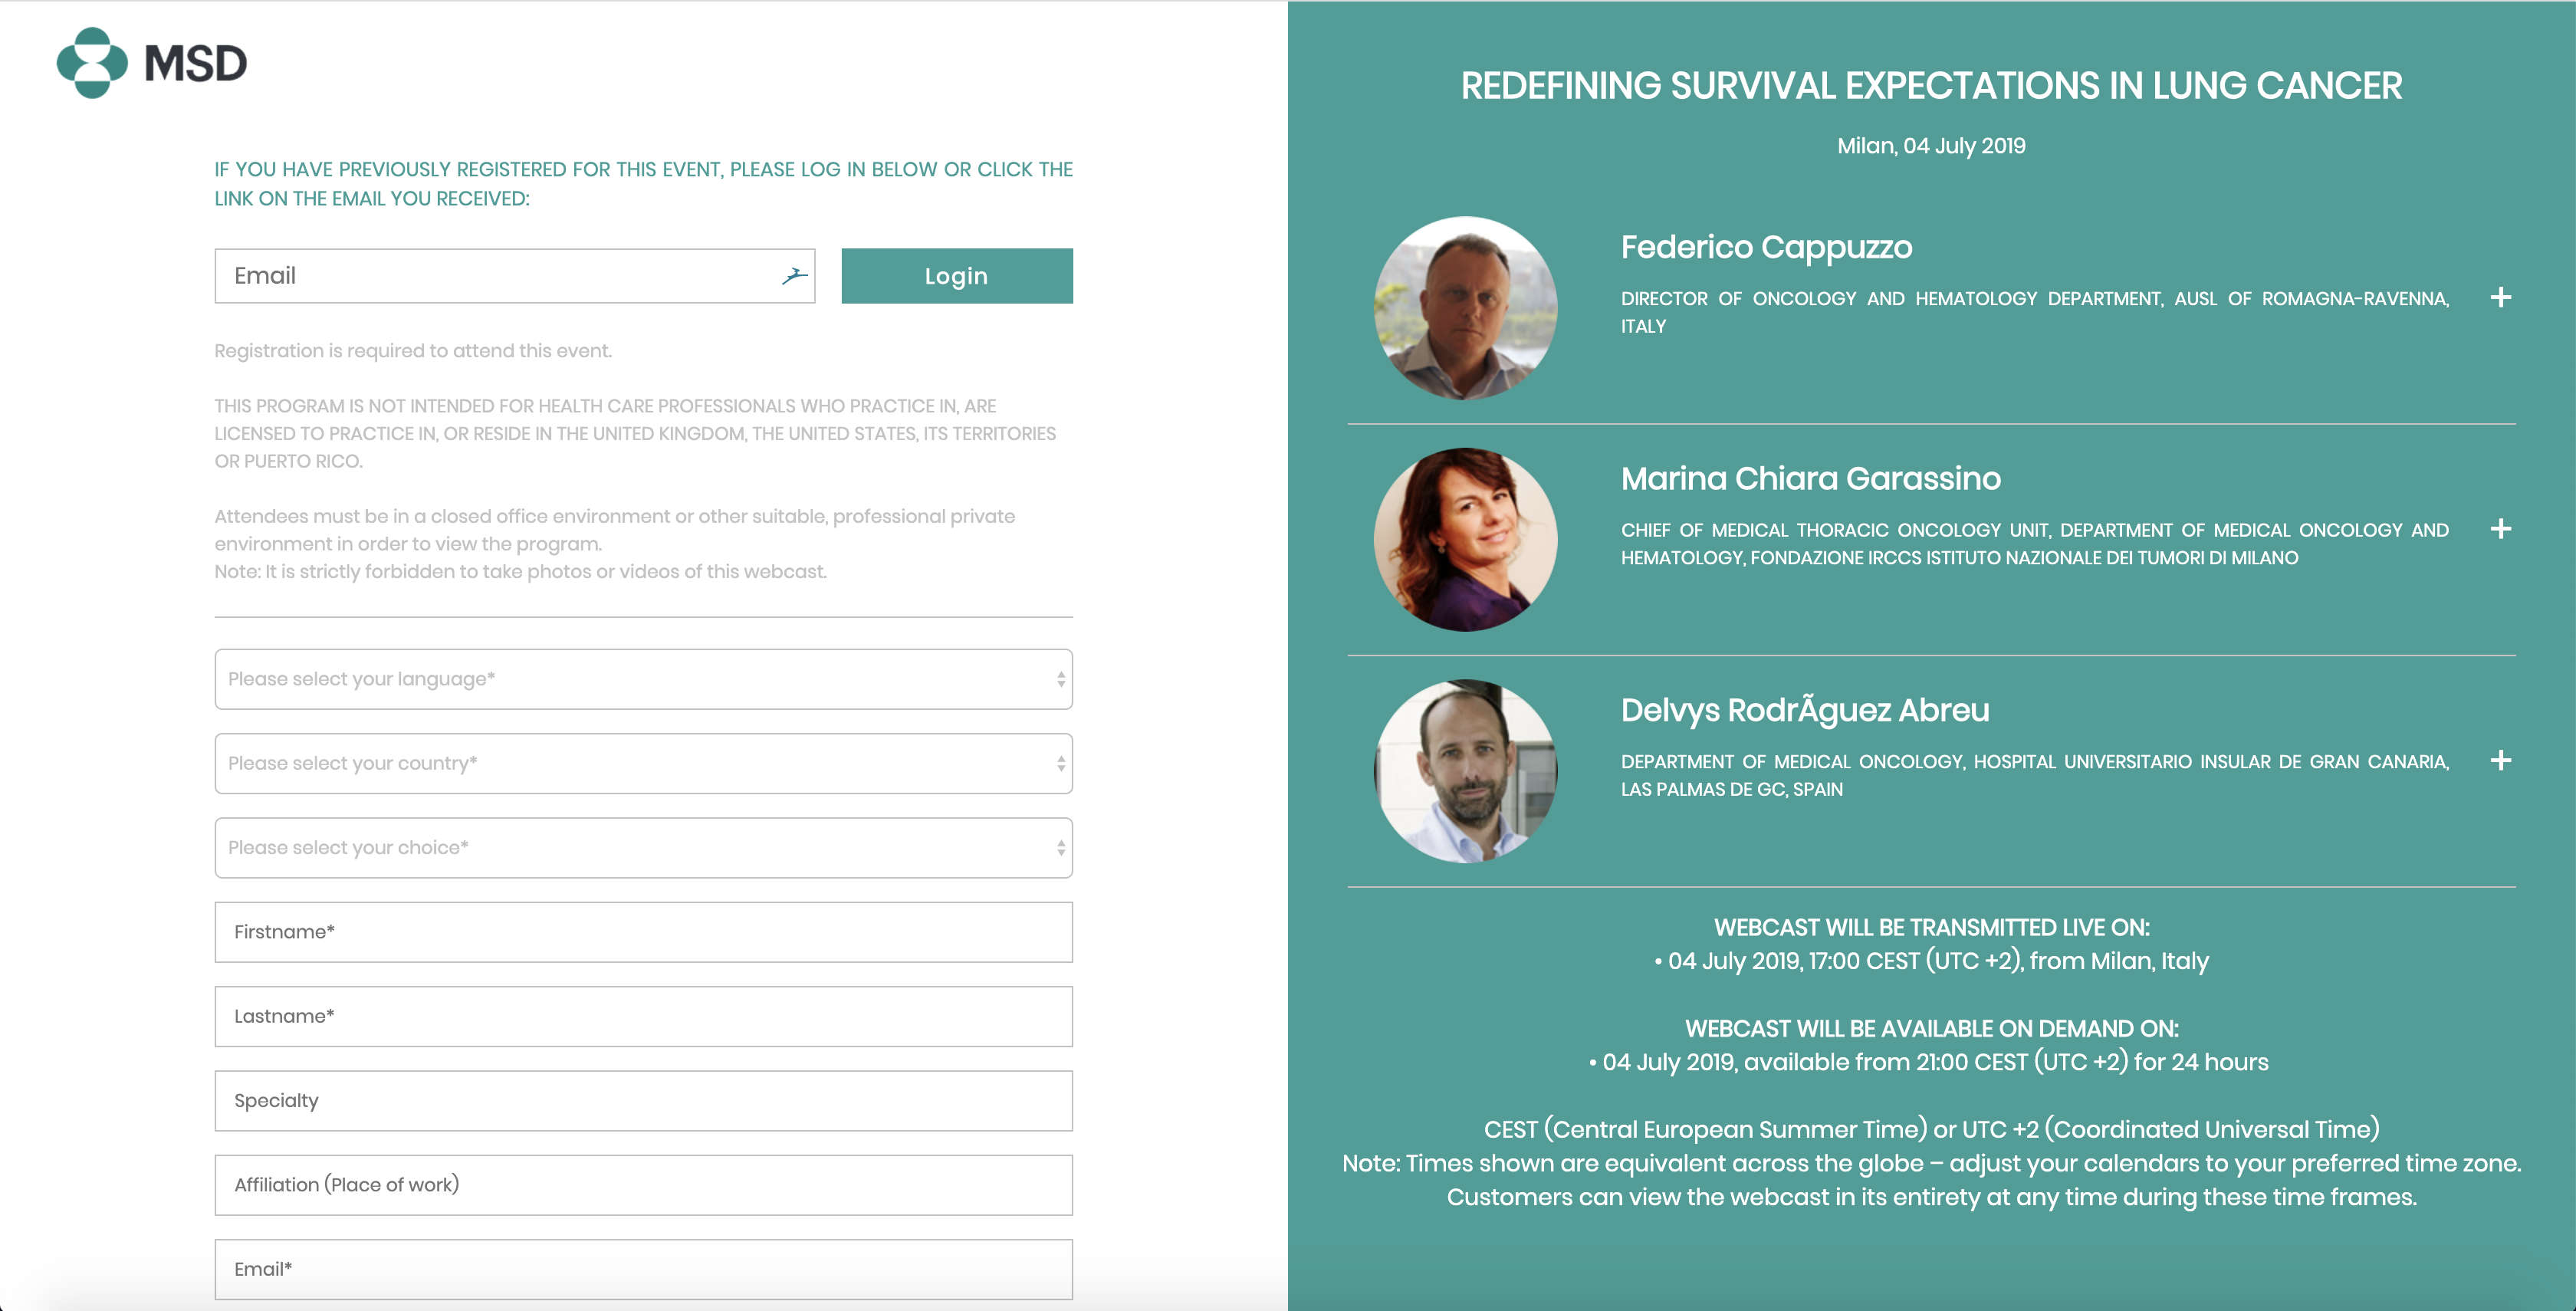 MSD
IF YOU HAVE PREVIOUSLY REGISTERED FOR THIS EVENT, PLEASE LOG IN BELOW OR CLICK THE
LINK ON THE EMAIL YOU RECEIVED:
Email
Login
Registration is required to attend this event.
THIS PROGRAM IS NOT INTENDED FOR HEALTH CARE PROFESSIONALS WHO PRACTICE IN, ARE
LICENSED TO PRACTICE IN, OR RESIDE IN THE UNITED KINGDOM, THE UNITED STATES, ITS TERRITORIES
OR PUERTO RICO.
Attendees must be in a closed office environment or other suitable, professional private
environment in order to view the program.
Note: It is strictly forbidden to take photos or videos of this webcast.
Please select your language*
Please select your country*
Please select your choice*
Firstname*
Lastname*
Specialty
Affiliation (Place of work)
Email*
REDEFINING SURVIVAL EXPECTATIONS IN LUNG CANCER
Milan, 04 July 2019
Federico Cappuzzo
DIRECTOR OF ONCOLOGY AND HEMATOLOGY DEPARTMENT, AUSL OF ROMAGNA-RAVENNA,
ITALY
+
Marina Chiara Garassino
CHIEF OF MEDICAL THORACIC ONCOLOGY UNIT, DEPARTMENT OF MEDICAL ONCOLOGY AND
HEMATOLOGY, FONDAZIONE IRCCS ISTITUTO NAZIONALE DEI TUMORI DI MILANO
+
Delvys RodrÃguez Abreu
DEPARTMENT OF MEDICAL ONCOLOGY, HOSPITAL UNIVERSITARIO INSULAR DE GRAN CANARIA,
LAS PALMAS DE GC, SPAIN
+
WEBCAST WILL BE TRANSMITTED LIVE ON:
• 04 July 2019, 17:00 CEST (UTC +2), from Milan, Italy
WEBCAST WILL BE AVAILABLE ON DEMAND ON:
• 04 July 2019, available from 21:00 CEST (UTC +2) for 24 hours
CEST (Central European Summer Time) or UTC +2 (Coordinated Universal Time)
Note: Times shown are equivalent across the globe – adjust your calendars to your preferred time zone.
Customers can view the webcast in its entirety at any time during these time frames.